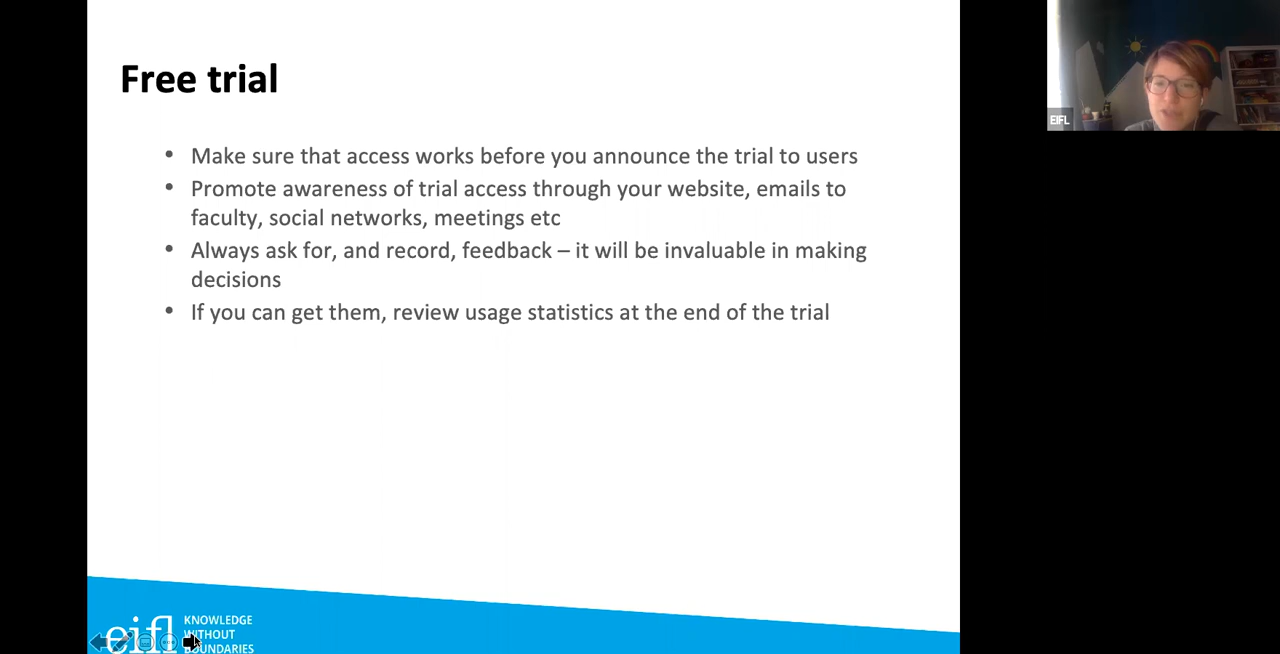 Free trial
• Make sure that access works before you announce the trial to users
• Promote awareness of trial access through your website, emails to
faculty, social networks, meetings etc
• Always ask for, and record, feedback – it will be invaluable in making
decisions
• If you can get them, review usage statistics at the end of the trial
EIFL
eifl
KNOWLEDGE
WITHOUT
BOUNDARIES